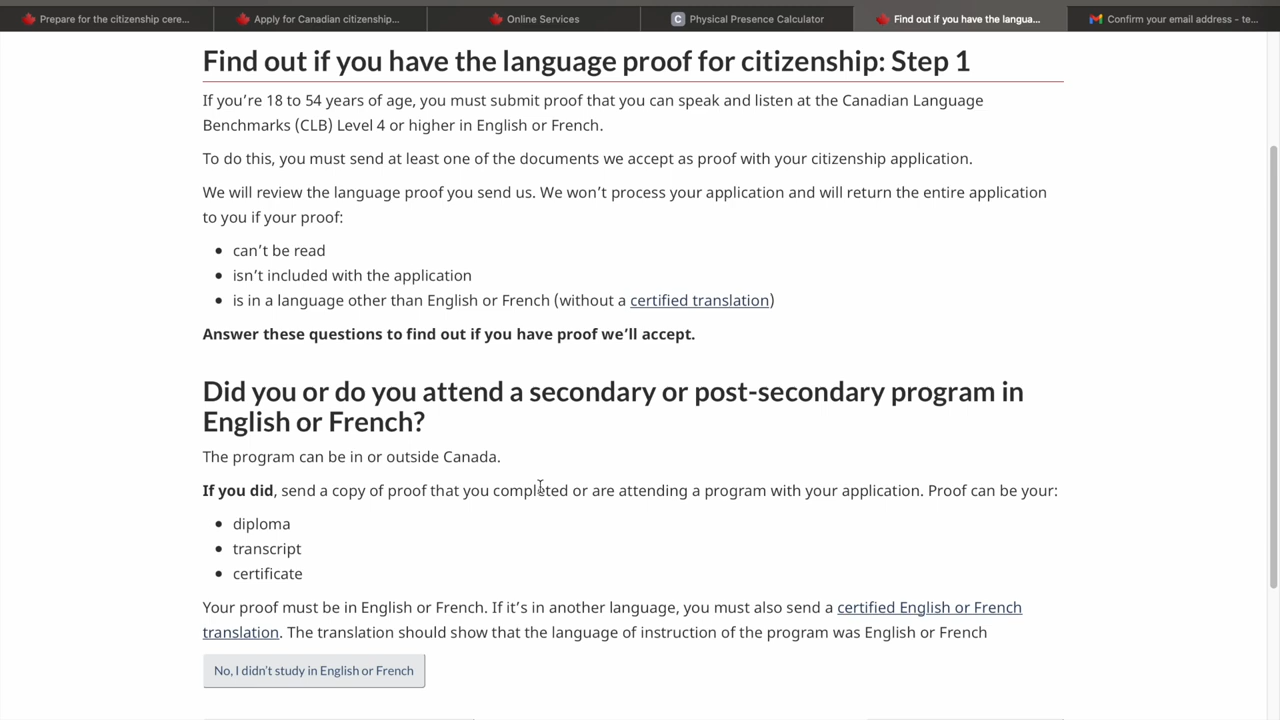 Prepare for the citizenship cere...
Apply for Canadian citizenship...
Online Services
C Physical Presence Calculator
Find out if you have the langua...
Confirm your email address - te...
Find out if you have the language proof for citizenship: Step 1
If you’re 18 to 54 years of age, you must submit proof that you can speak and listen at the Canadian Language
Benchmarks (CLB) Level 4 or higher in English or French.
To do this, you must send at least one of the documents we accept as proof with your citizenship application.
We will review the language proof you send us. We won’t process your application and will return the entire application
to you if your proof:
• can’t be read
• isn’t included with the application
• is in a language other than English or French (without a certified translation)
Answer these questions to find out if you have proof we’ll accept.
Did you or do you attend a secondary or post-secondary program in
English or French?
The program can be in or outside Canada.
If you did, send a copy of proof that you completed or are attending a program with your application. Proof can be your:
• diploma
• transcript
• certificate
Your proof must be in English or French. If it’s in another language, you must also send a certified English or French
translation. The translation should show that the language of instruction of the program was English or French
No, I didn’t study in English or French